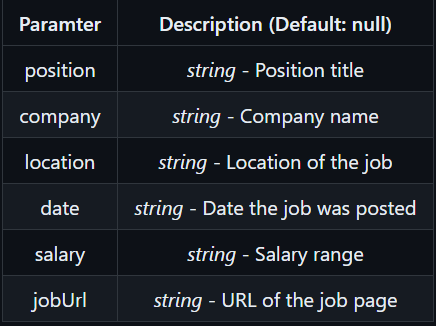 Paramter Description (Default: null)
position string - Position title
company string - Company name
location string - Location of the job
date string - Date the job was posted
salary string - Salary range
jobUrl string - URL of the job page